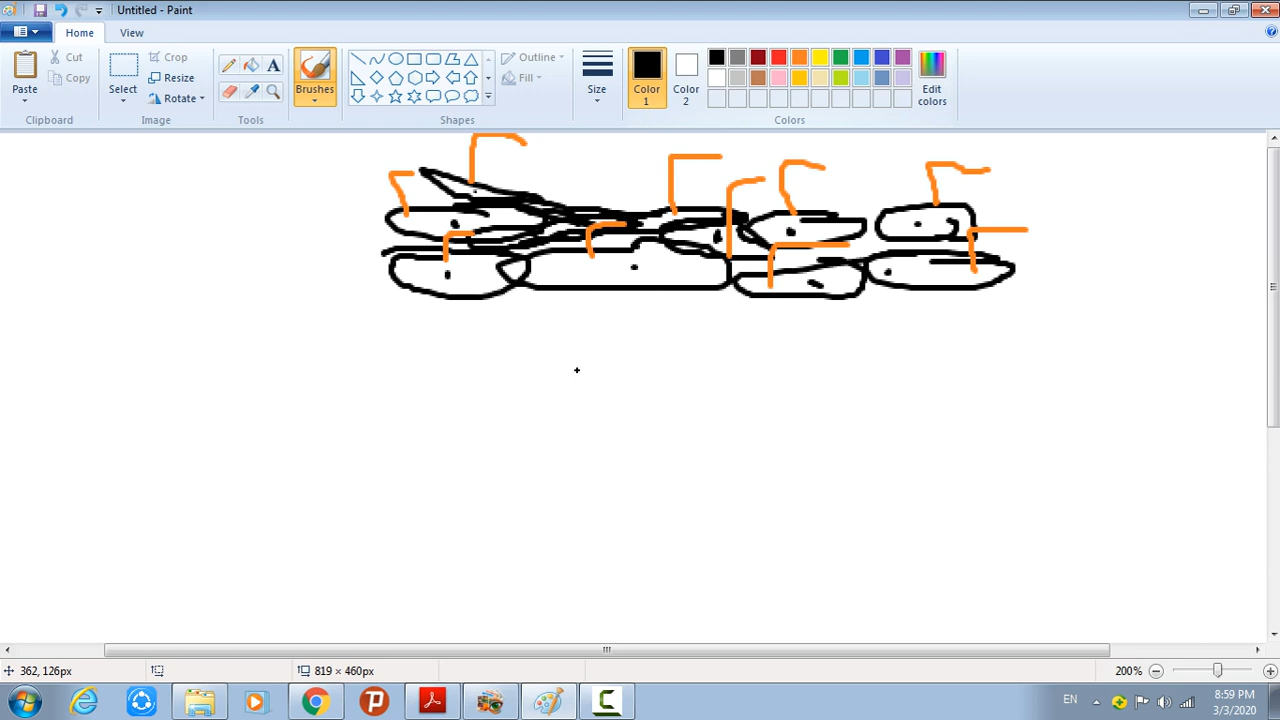 Untitled - Paint
Home View
Paste
Cut
Copy
Clipboard
Select
Crop
Resize
Rotate
Image
A
Tools
Brushes
Outline
Fill
Shapes
Size
Color 1
Color 2
Edit colors
Colors
362, 126px
819 × 460px
200%
EN
8:59 PM
3/3/2020